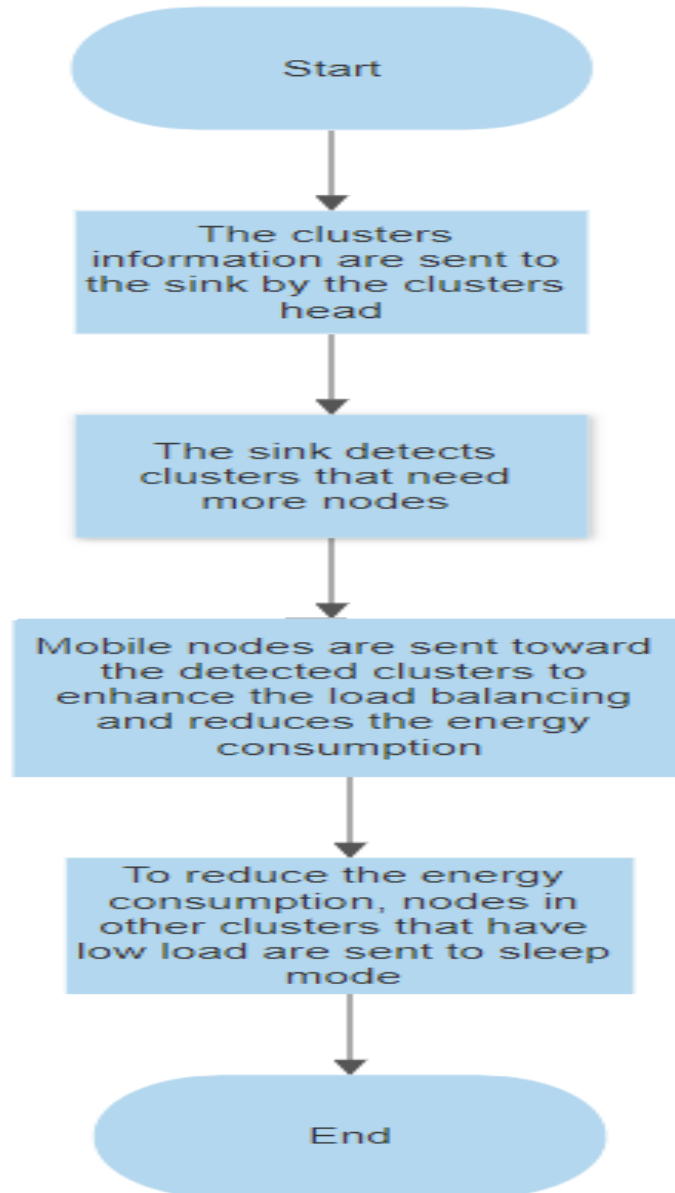 Start
The clusters
information are sent to
the sink by the clusters
head
The sink detects
clusters that need
more nodes
Mobile nodes are sent toward
the detected clusters to
enhance the load balancing
and reduces the energy
consumption
To reduce the energy
consumption, nodes in
other clusters that have
low load are sent to sleep
mode
End